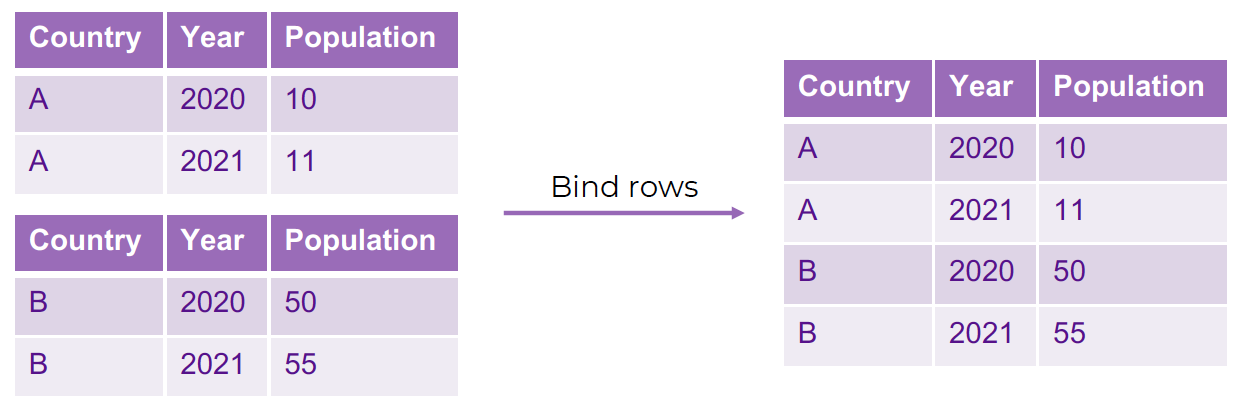 Country Year Population
A 2020 10
A 2021 11
Country Year Population
B 2020 50
B 2021 55
Bind rows
Country Year Population
A 2020 10
A 2021 11
B 2020 50
B 2021 55